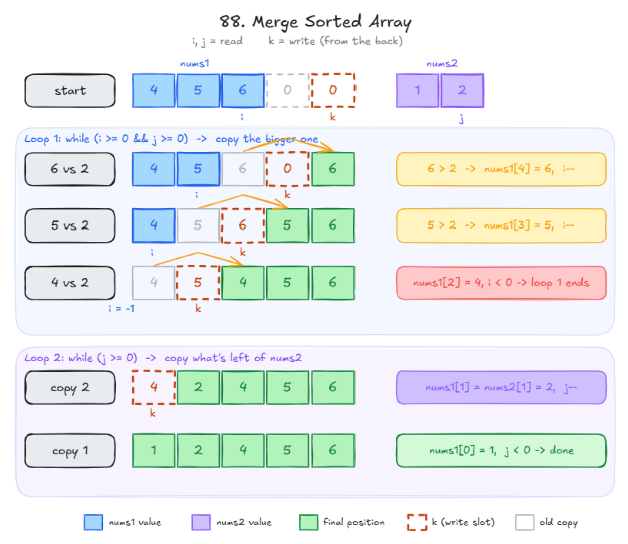 88. Merge Sorted Array
i, j = read k = write (from the back)
nums1 nums2
start 4 5 6 0 0 1 2
i k j
Loop 1: while (i >= 0 && j >= 0) -> copy the bigger one
6 vs 2 4 5 6 0 6 6 > 2 -> nums1[4] = 6, i--
i k
5 vs 2 4 5 6 5 6 5 > 2 -> nums1[3] = 5, i--
i k
4 vs 2 4 5 4 5 6 nums1[2] = 4, i < 0 -> loop 1 ends
i = -1 k
Loop 2: while (j >= 0) -> copy what's left of nums2
copy 2 4 2 4 5 6 nums1[1] = nums2[1] = 2, j--
k
copy 1 1 2 4 5 6 nums1[0] = 1, j < 0 -> done
nums1 value nums2 value final position k (write slot) old copy